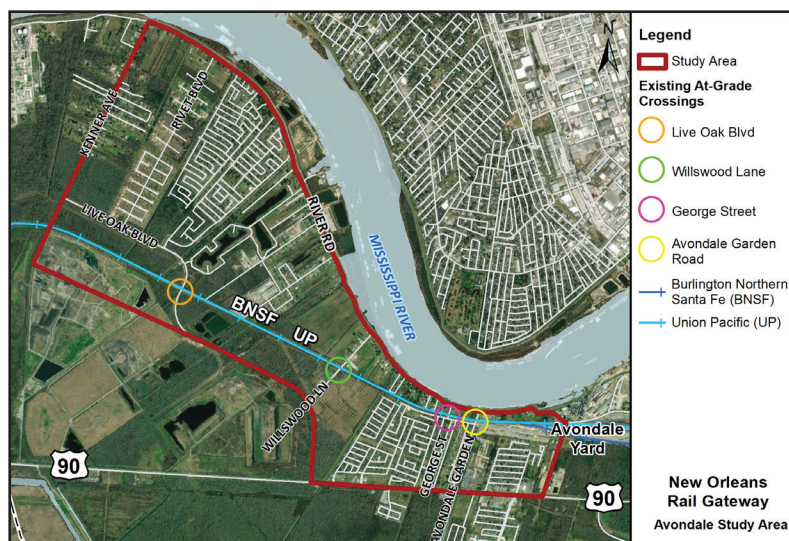 KENNER AVE
RIVET BLVD
LIVE OAK BLVD
RIVER RD
MISSISSIPPI RIVER
BNSF UP
WILLSWOOD LN
GEORGE ST
AVONDALE GARDEN
Avondale
Yard
90
90
N
Legend
Study Area
Existing At-Grade
Crossings
Live Oak Blvd
Willswood Lane
George Street
Avondale Garden
Road
Burlington Northern
Santa Fe (BNSF)
Union Pacific (UP)
New Orleans
Rail Gateway
Avondale Study Area